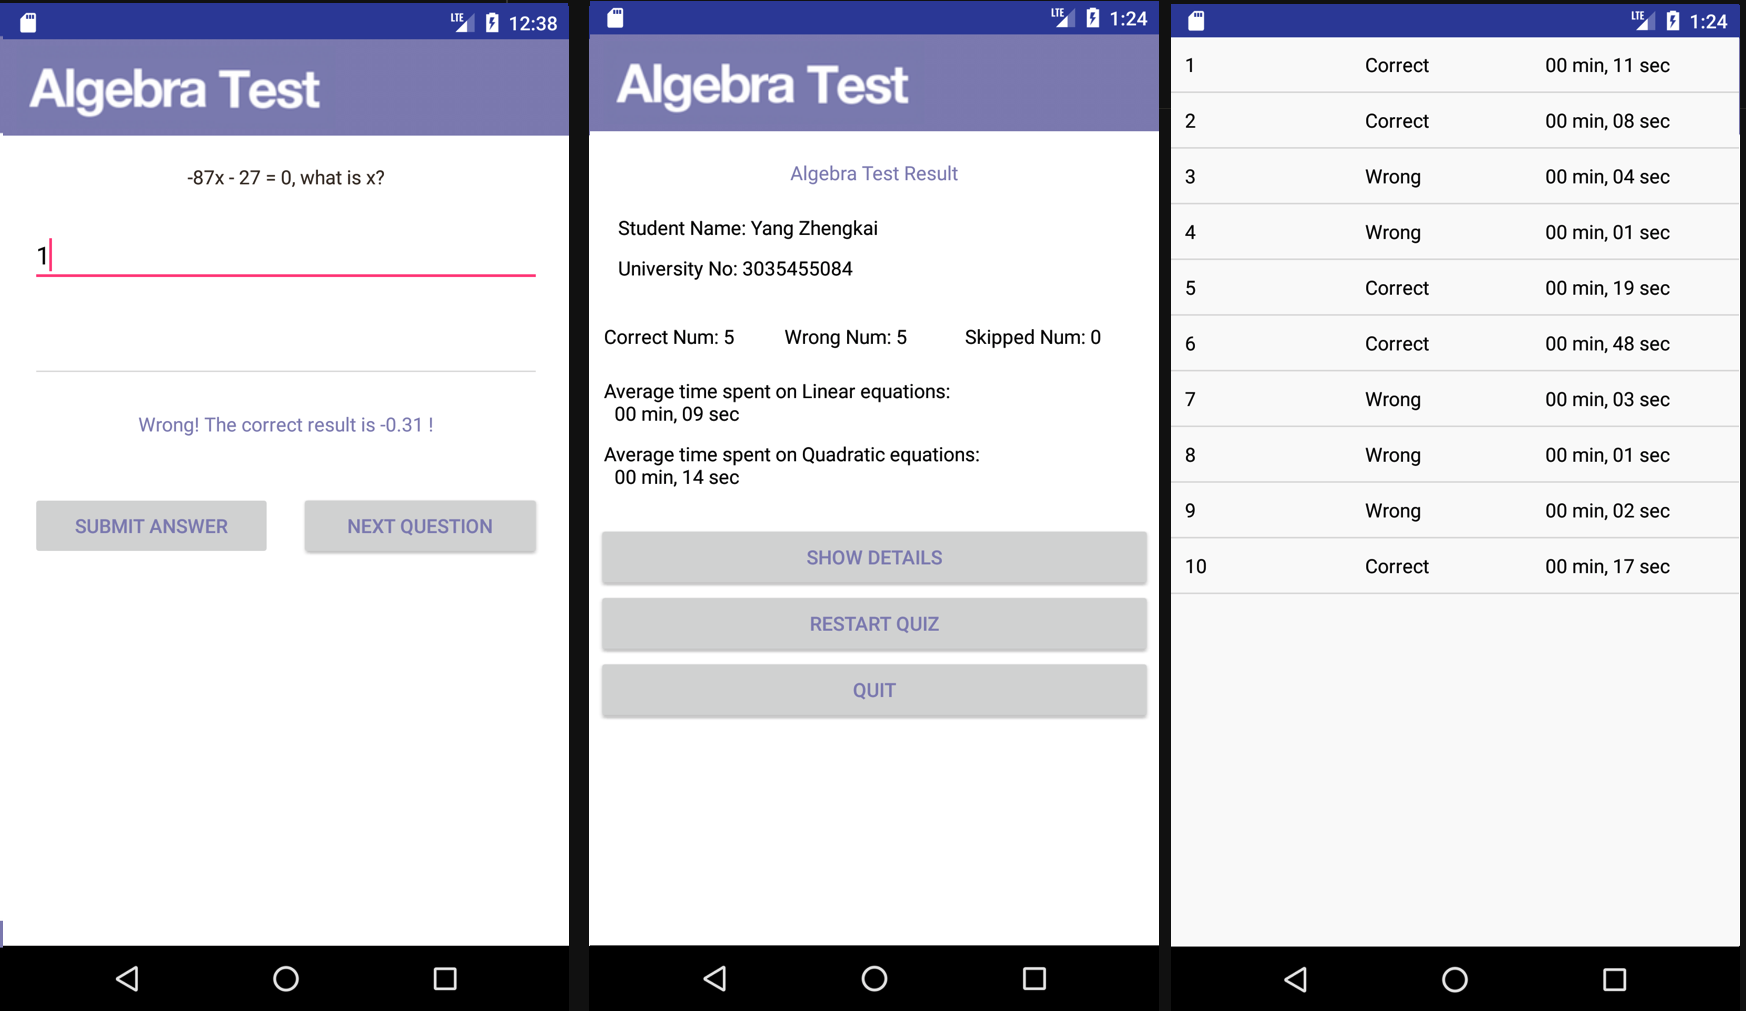 LTE 12:38
Algebra Test
-87x - 27 = 0, what is x?
1
Wrong! The correct result is -0.31 !
SUBMIT ANSWER NEXT QUESTION
LTE 1:24
Algebra Test
Algebra Test Result
Student Name: Yang Zhengkai
University No: 3035455084
Correct Num: 5 Wrong Num: 5 Skipped Num: 0
Average time spent on Linear equations:
00 min, 09 sec
Average time spent on Quadratic equations:
00 min, 14 sec
SHOW DETAILS
RESTART QUIZ
QUIT
LTE 1:24
1 Correct 00 min, 11 sec
2 Correct 00 min, 08 sec
3 Wrong 00 min, 04 sec
4 Wrong 00 min, 01 sec
5 Correct 00 min, 19 sec
6 Correct 00 min, 48 sec
7 Wrong 00 min, 03 sec
8 Wrong 00 min, 01 sec
9 Wrong 00 min, 02 sec
10 Correct 00 min, 17 sec